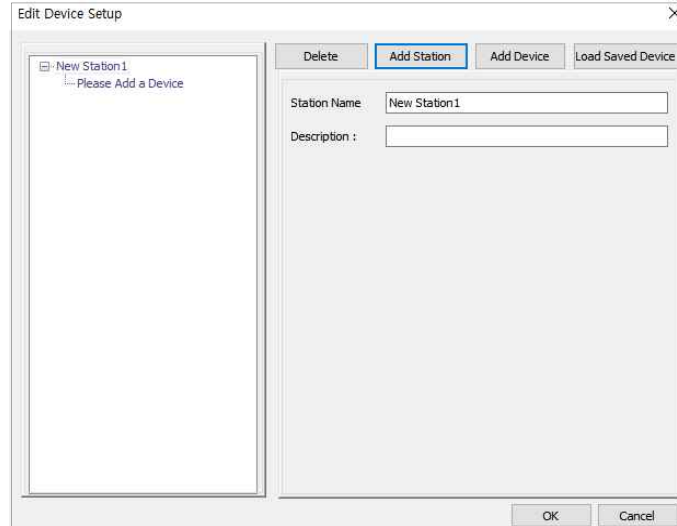 Edit Device Setup
New Station1
Please Add a Device
Delete
Add Station
Add Device
Load Saved Device
Station Name
New Station1
Description :
OK
Cancel